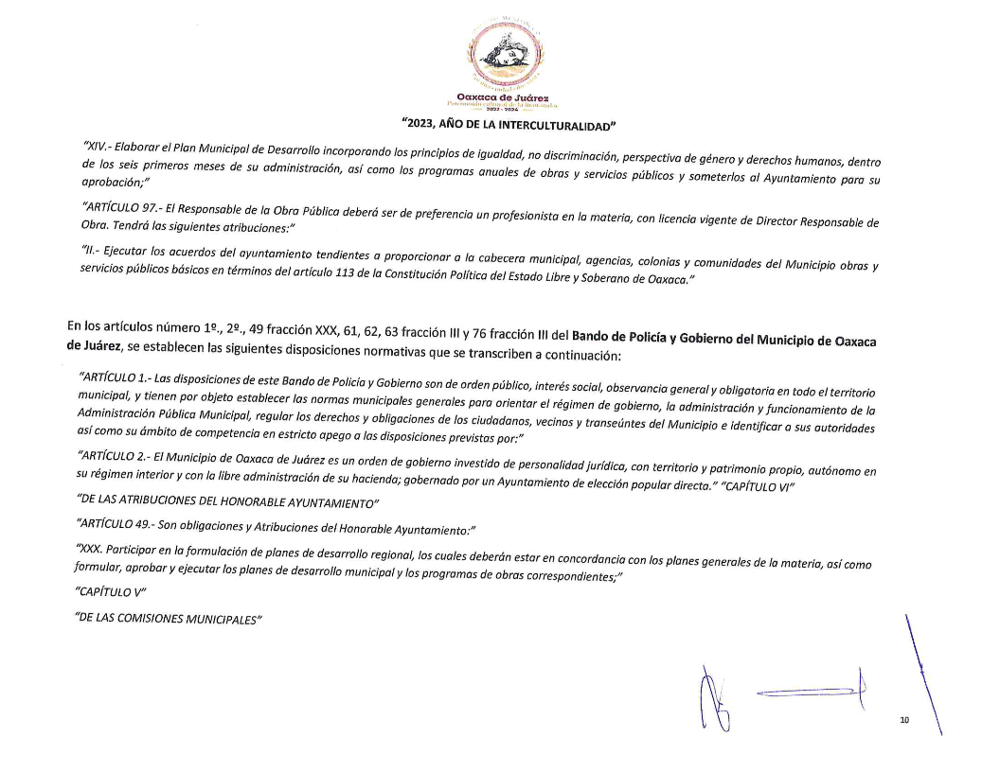 Oaxaca de Juárez
2022 - 2024
“2023, AÑO DE LA INTERCULTURALIDAD”
“XIV.- Elaborar el Plan Municipal de Desarrollo incorporando los principios de igualdad, no discriminación, perspectiva de género y derechos humanos, dentro
de los seis primeros meses de su administración, así como los programas anuales de obras y servicios públicos y someterlos al Ayuntamiento para su
aprobación;”
“ARTÍCULO 97.- El Responsable de la Obra Pública deberá ser de preferencia un profesionista en la materia, con licencia vigente de Director Responsable de
Obra. Tendrá las siguientes atribuciones:”
“II.- Ejecutar los acuerdos del ayuntamiento tendientes a proporcionar a la cabecera municipal, agencias, colonias y comunidades del Municipio obras y
servicios públicos básicos en términos del artículo 113 de la Constitución Política del Estado Libre y Soberano de Oaxaca.”
En los artículos número 1º., 2º., 49 fracción XXX, 61, 62, 63 fracción III y 76 fracción III del Bando de Policía y Gobierno del Municipio de Oaxaca
de Juárez, se establecen las siguientes disposiciones normativas que se transcriben a continuación:
“ARTÍCULO 1.- Las disposiciones de este Bando de Policía y Gobierno son de orden público, interés social, observancia general y obligatoria en todo el territorio
municipal, y tienen por objeto establecer las normas municipales generales para orientar el régimen de gobierno, la administración y funcionamiento de la
Administración Pública Municipal, regular los derechos y obligaciones de los ciudadanos, vecinos y transeúntes del Municipio e identificar a sus autoridades
así como su ámbito de competencia en estricto apego a las disposiciones previstas por:”
“ARTÍCULO 2.- El Municipio de Oaxaca de Juárez es un orden de gobierno investido de personalidad jurídica, con territorio y patrimonio propio, autónomo en
su régimen interior y con la libre administración de su hacienda; gobernado por un Ayuntamiento de elección popular directa.” “CAPÍTULO VI”
“DE LAS ATRIBUCIONES DEL HONORABLE AYUNTAMIENTO”
“ARTÍCULO 49.- Son obligaciones y Atribuciones del Honorable Ayuntamiento:”
“XXX. Participar en la formulación de planes de desarrollo regional, los cuales deberán estar en concordancia con los planes generales de la materia, así como
formular, aprobar y ejecutar los planes de desarrollo municipal y los programas de obras correspondientes;”
“CAPÍTULO V”
“DE LAS COMISIONES MUNICIPALES”
10